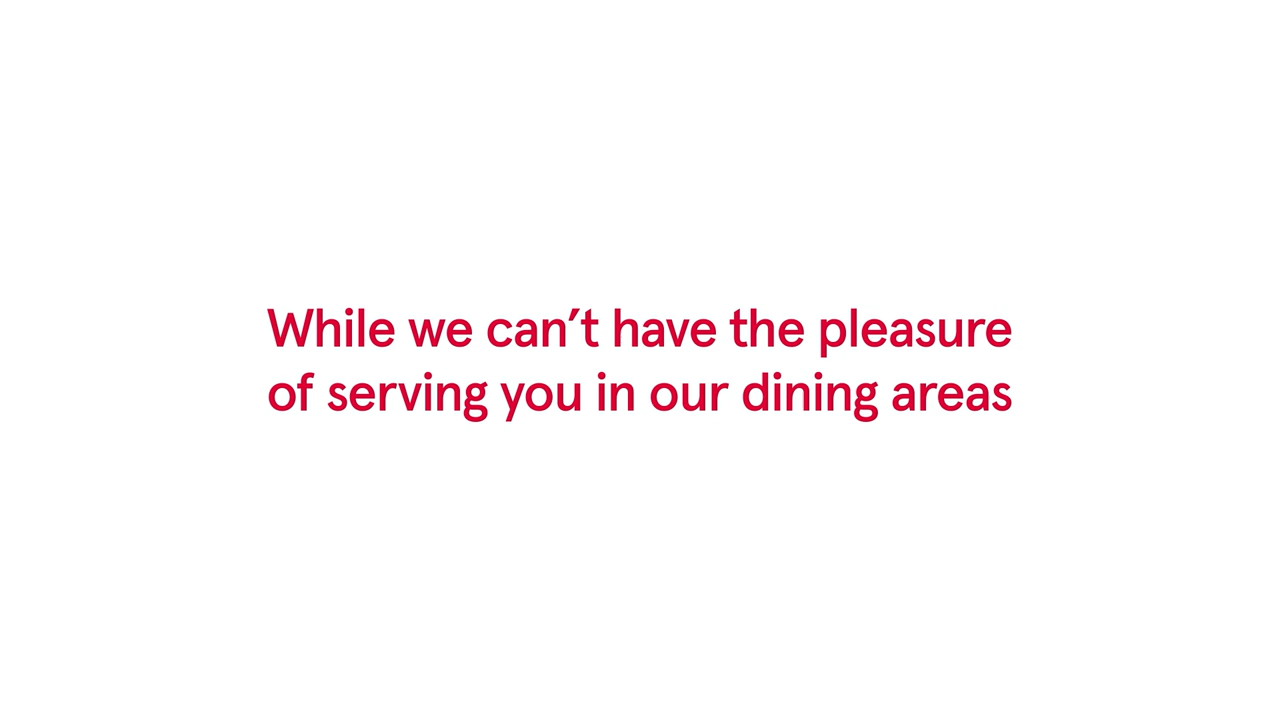 While we can’t have the pleasure
of serving you in our dining areas